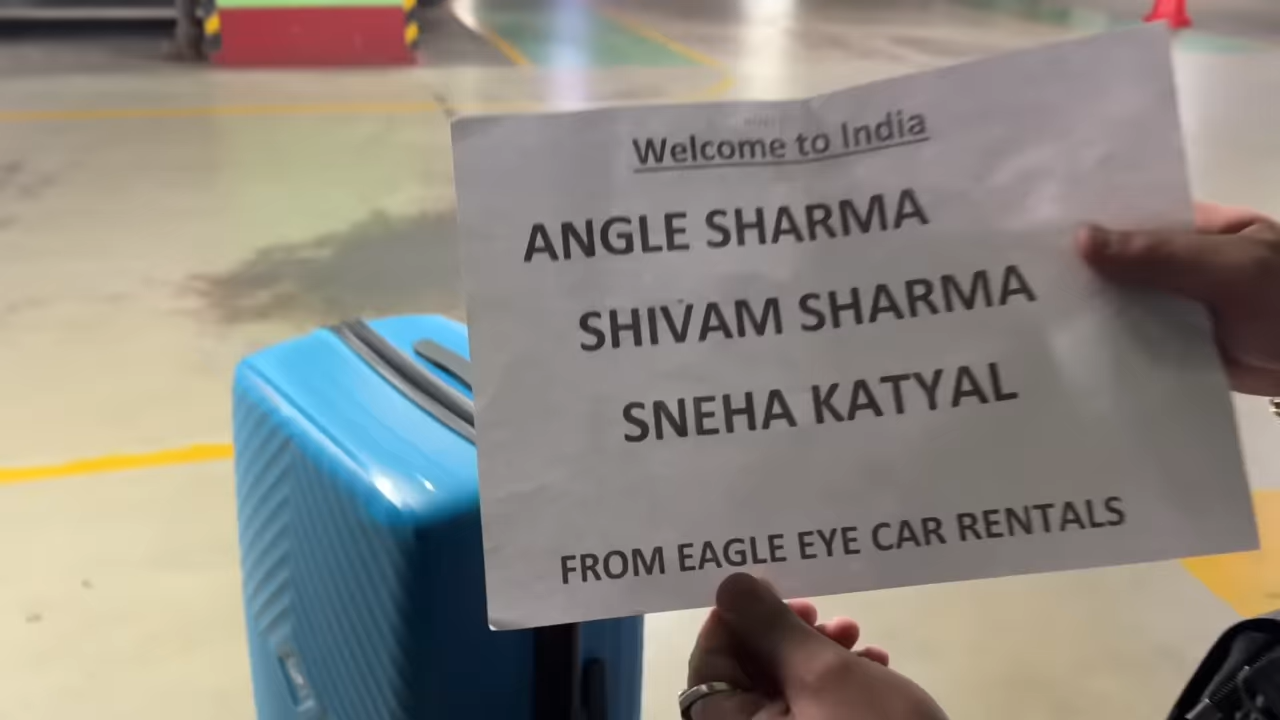 Welcome to India
ANGLE SHARMA
SHIVAM SHARMA
SNEHA KATYAL
FROM EAGLE EYE CAR RENTALS